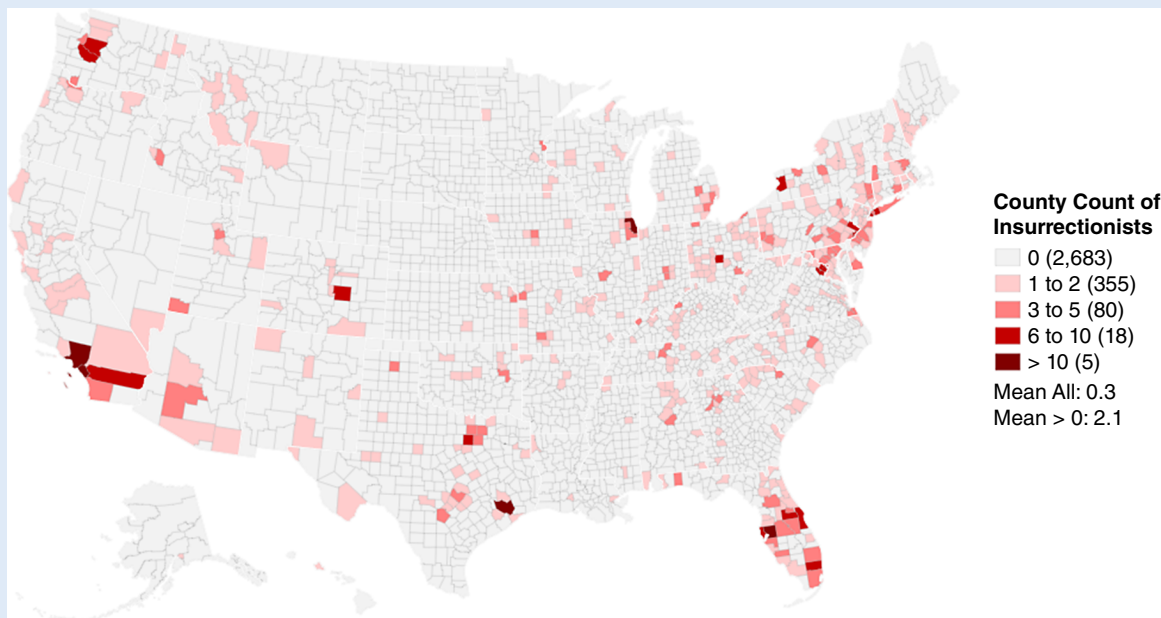 County Count of
Insurrectionists
0 (2,683)
1 to 2 (355)
3 to 5 (80)
6 to 10 (18)
> 10 (5)
Mean All: 0.3
Mean > 0: 2.1